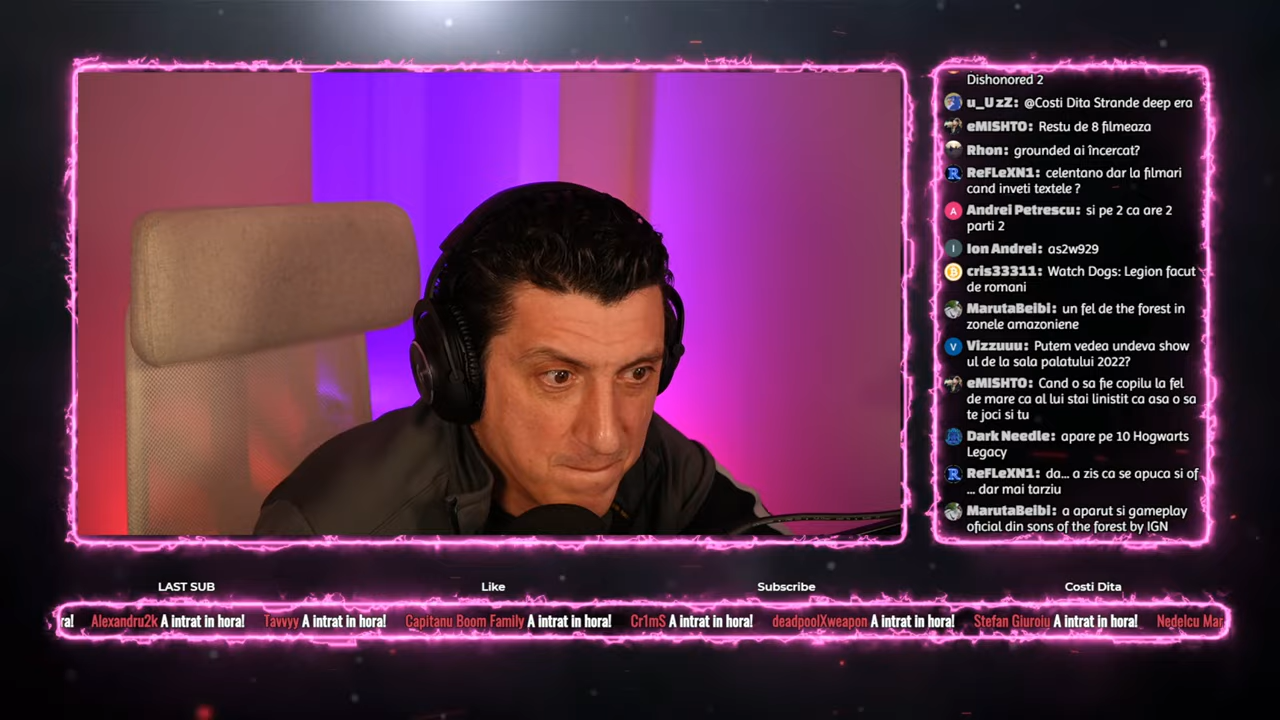 Dishonored 2
u_UzZ: @Costi Dita Strande deep era
eMISHTO: Restu de 8 filmeaza
Rhon: grounded ai încercat?
ReFLeXN1: celentano dar la filmari
cand inveti textele ?
A Andrei Petrescu: si pe 2 ca are 2
parti 2
I Ion Andrei: as2w929
cris33311: Watch Dogs: Legion facut
de romani
MarutaBeibi: un fel de the forest in
zonele amazoniene
V Vizzuuu: Putem vedea undeva show
ul de la sala palatului 2022?
eMISHTO: Cand o sa fie copilu la fel
de mare ca al lui stai linistit ca asa o sa
te joci si tu
Dark Needle: apare pe 10 Hogwarts
Legacy
ReFLeXN1: da... a zis ca se apuca si of
... dar mai tarziu
MarutaBeibi: a aparut si gameplay
oficial din sons of the forest by IGN
LAST SUB
Like
Subscribe
Costi Dita
ra! Alexandru2k A intrat in hora! Tavvyy A intrat in hora! Capitanu Boom Family A intrat in hora! Cr1mS A intrat in hora! deadpoolXweapon A intrat in hora! Stefan Giuroiu A intrat in hora! Nedelcu Mar